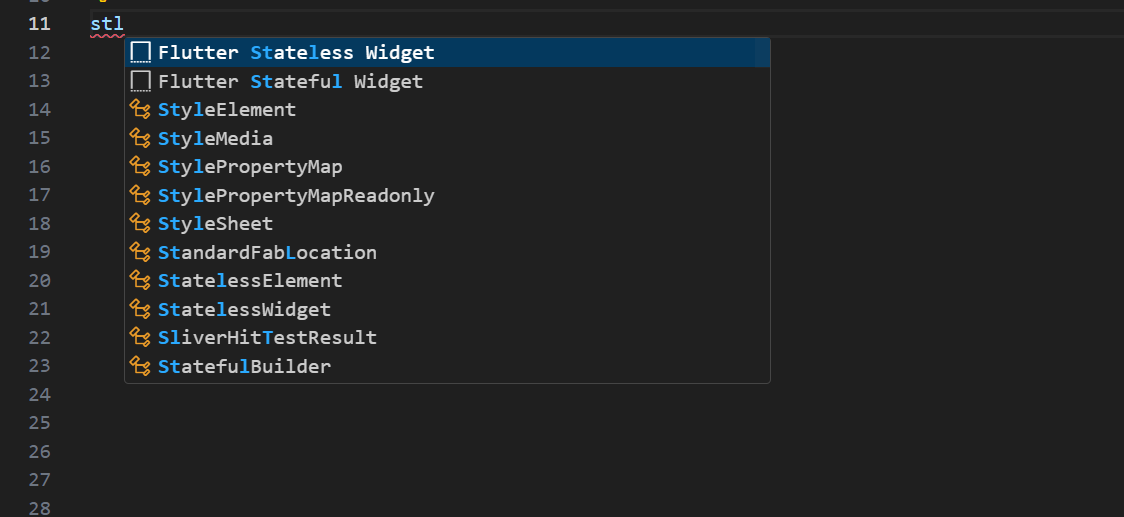 11 stl
12 Flutter Stateless Widget
13 Flutter Stateful Widget
14 StyleElement
15 StyleMedia
16 StylePropertyMap
17 StylePropertyMapReadonly
18 StyleSheet
19 StandardFabLocation
20 StatelessElement
21 StatelessWidget
22 SliverHitTestResult
23 StatefulBuilder
24
25
26
27
28